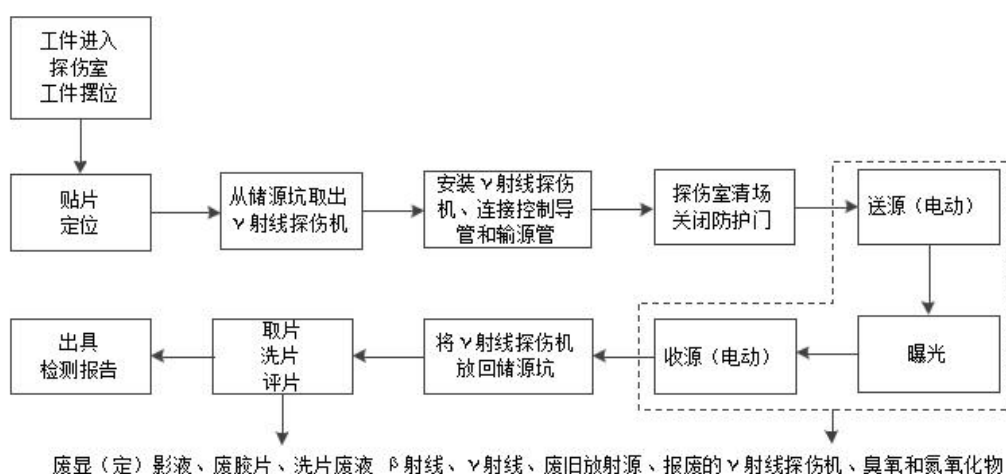 工件进入
探伤室
工件摆位
贴片
定位
从储源坑取出
γ射线探伤机
安装γ射线探伤
机、连接控制导
管和输源管
探伤室清场
关闭防护门
送源（电动）
曝光
收源（电动）
将γ射线探伤机
放回储源坑
取片
洗片
评片
出具
检测报告
废显（定）影液、废胶片、洗片废液
β射线、γ射线、废旧放射源、报废的γ射线探伤机、臭氧和氮氧化物